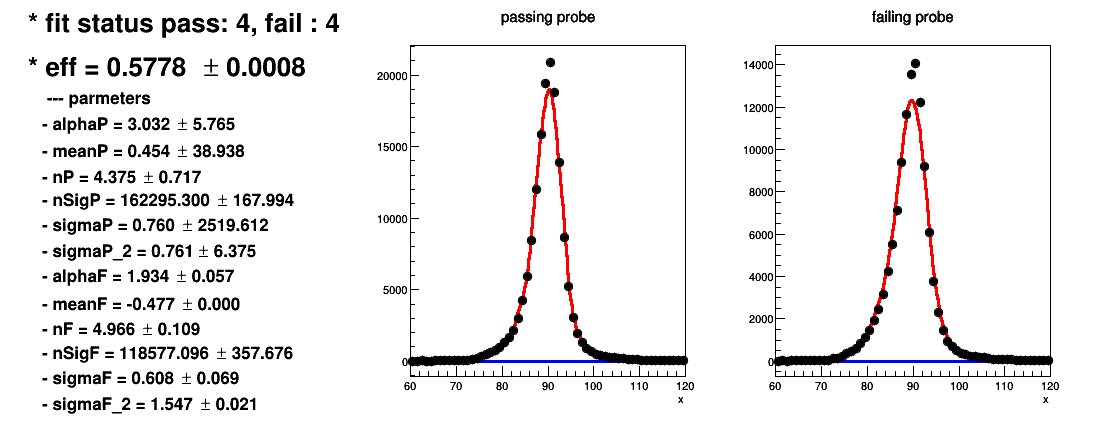 * fit status pass: 4, fail : 4
* eff = 0.5778 ± 0.0008
--- parmeters
- alphaP = 3.032 ± 5.765
- meanP = 0.454 ± 38.938
- nP = 4.375 ± 0.717
- nSigP = 162295.300 ± 167.994
- sigmaP = 0.760 ± 2519.612
- sigmaP_2 = 0.761 ± 6.375
- alphaF = 1.934 ± 0.057
- meanF = -0.477 ± 0.000
- nF = 4.966 ± 0.109
- nSigF = 118577.096 ± 357.676
- sigmaF = 0.608 ± 0.069
- sigmaF_2 = 1.547 ± 0.021
passing probe
20000
15000
10000
5000
0
60 70 80 90 100 110 120
x
failing probe
14000
12000
10000
8000
6000
4000
2000
0
60 70 80 90 100 110 120
x